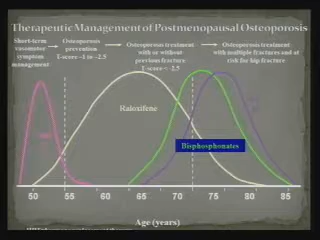 Therapeutic Management of Postmenopausal Osteoporosis
Short-term
vasomotor
symptom
management
Osteoporosis
prevention
T-score -1 to -2.5
Osteoporosis treatment
with or without
previous fracture
T-score < -2.5
Osteoporosis treatment
with multiple fractures and at
risk for hip fracture
Raloxifene
Bisphosphonates
50 55 60 65 70 75 80 85
Age (years)